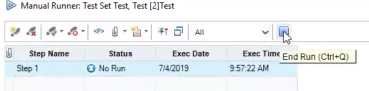 Manual Runner: Test Set Test, Test [2]Test
All
End Run (Ctrl+Q)
Step Name Status Exec Date Exec Time
Step 1 No Run 7/4/2019 9:57:22 AM